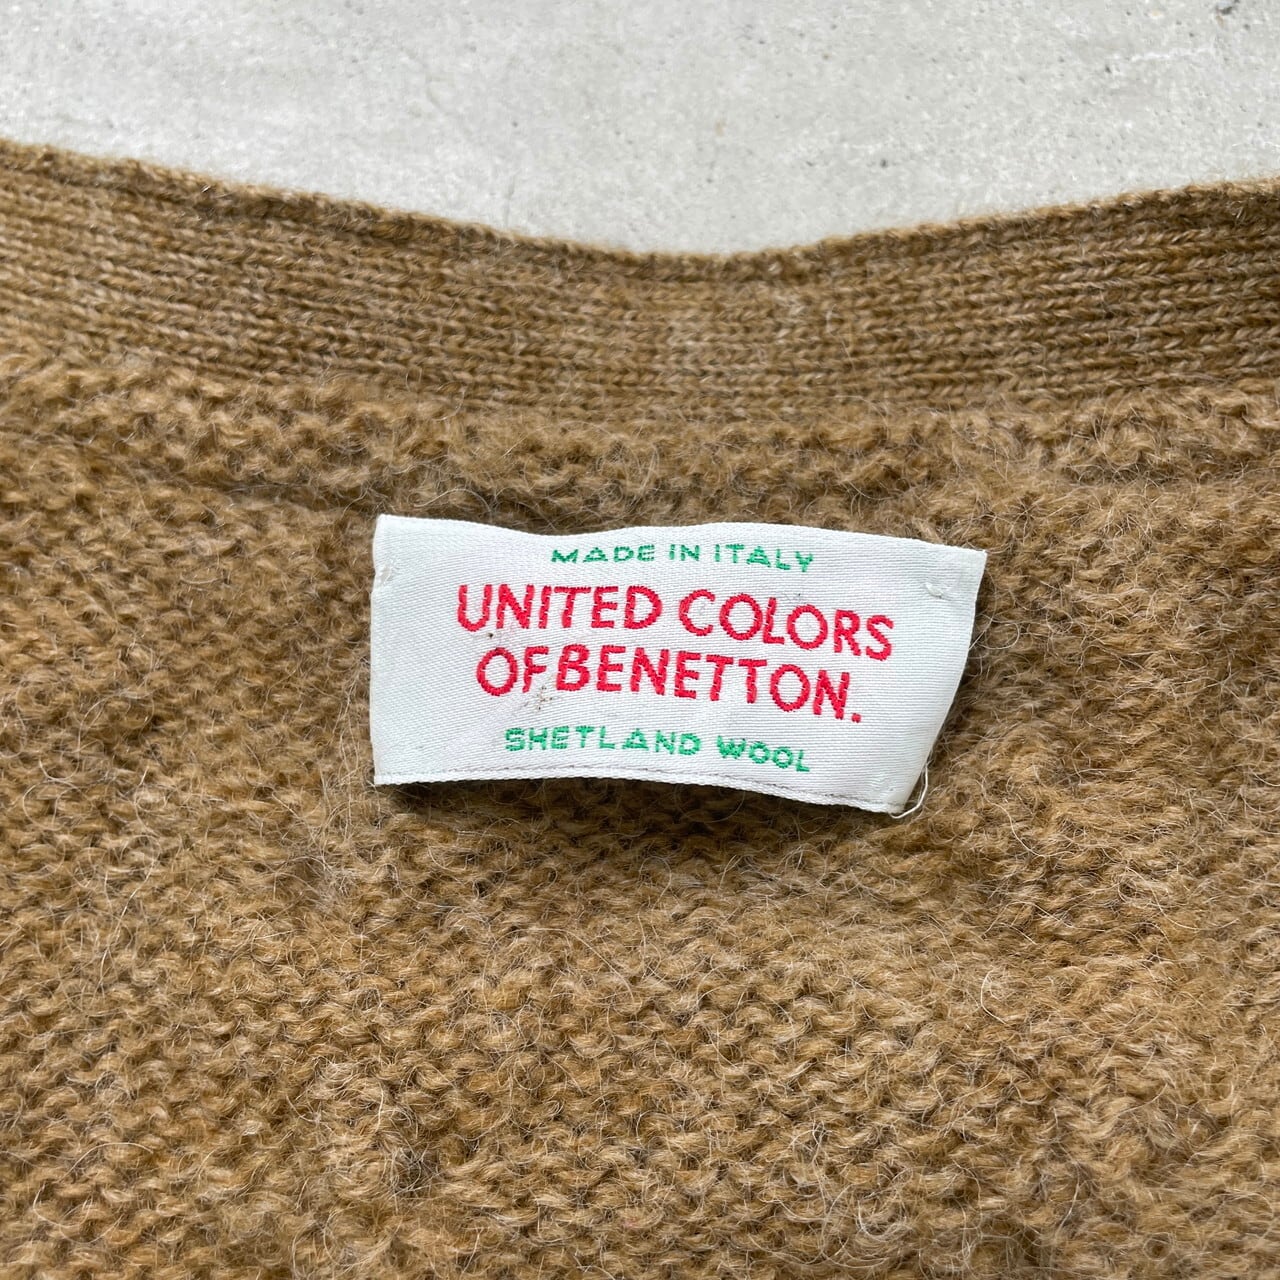 MADE IN ITALY
UNITED COLORS
OF BENETTON.
SHETLAND WOOL